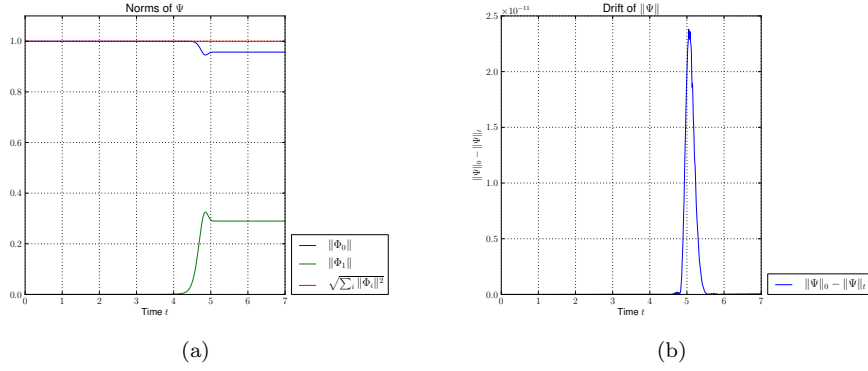 Norms of Ψ
1.0
0.8
0.6
0.4
0.2
0.0
0 1 2 3 4 5 6 7
Time t
‖Φ₀‖
‖Φ₁‖
√∑ᵢ ‖Φᵢ‖²
(a)
×10⁻¹¹
Drift of ‖Ψ‖
2.5
2.0
1.5
1.0
0.5
0.0
‖Ψ‖₀ − ‖Ψ‖ₜ
0 1 2 3 4 5 6 7
Time t
‖Ψ‖₀ − ‖Ψ‖ₜ
(b)